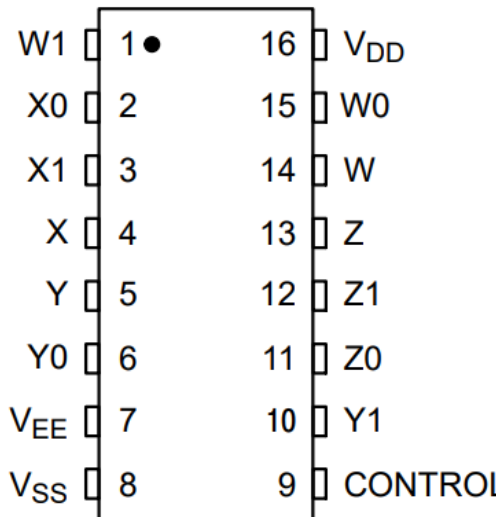 W1 1 16 VDD
X0 2 15 W0
X1 3 14 W
X 4 13 Z
Y 5 12 Z1
Y0 6 11 Z0
VEE 7 10 Y1
VSS 8 9 CONTROL